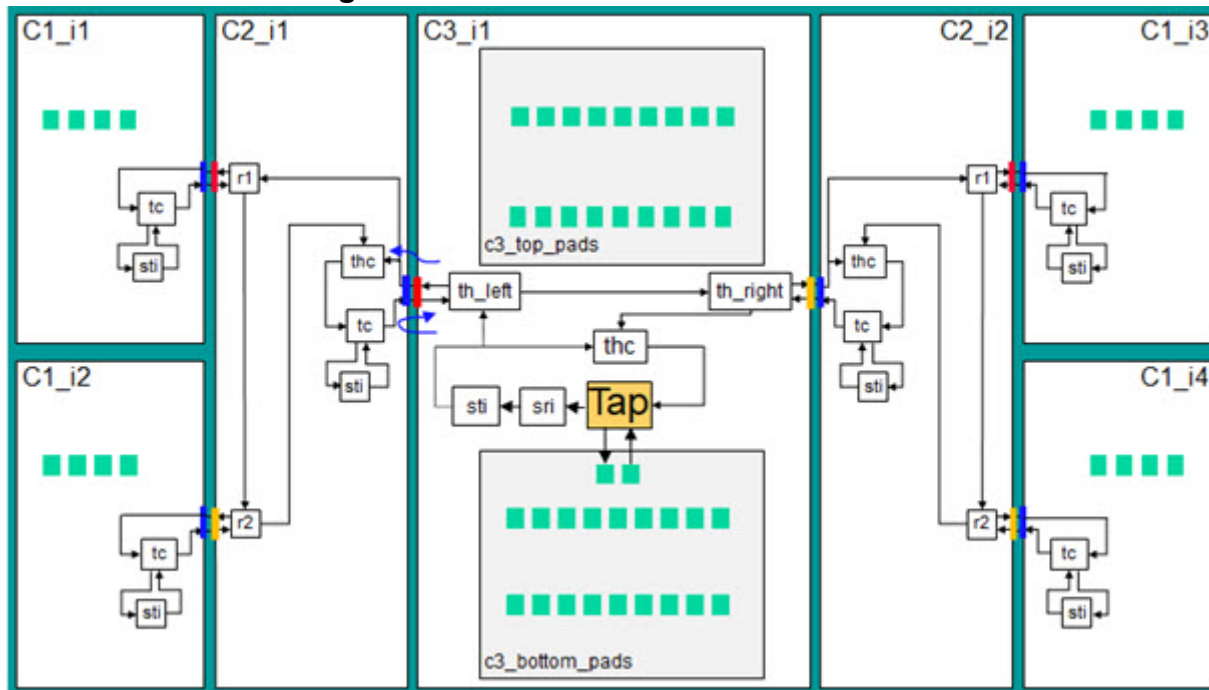 C1_i1
C2_i1
C3_i1
C2_i2
C1_i3
r1
tc
sti
thc
tc
sti
c3_top_pads
th_left
th_right
thc
sti
sri
Tap
r1
thc
tc
sti
tc
sti
C1_i2
r2
tc
sti
c3_bottom_pads
C1_i4
r2
tc
sti